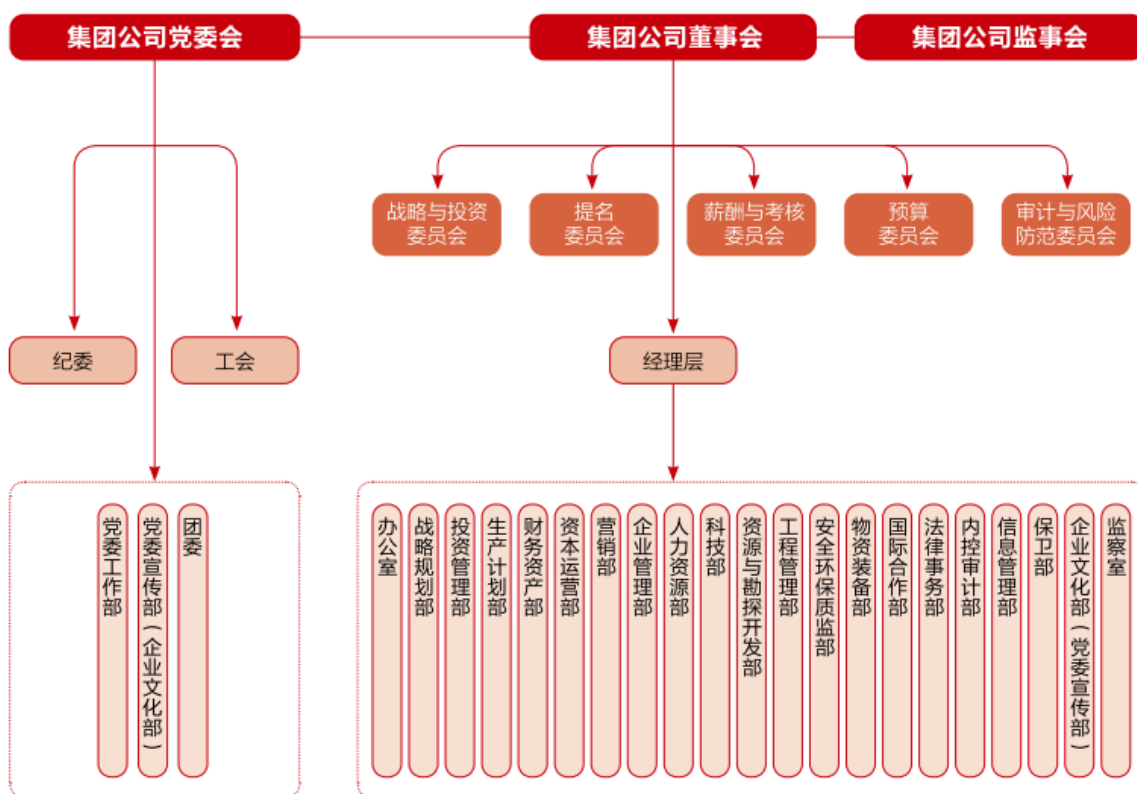 集团公司党委会
集团公司董事会
集团公司监事会
战略与投资
委员会
提名
委员会
薪酬与考核
委员会
预算
委员会
审计与风险
防范委员会
纪委
工会
经理层
党委工作部
党委宣传部(企业文化部)
团委
办公室
战略规划部
投资管理部
生产计划部
财务资产部
资本运营部
营销部
企业管理部
人力资源部
科技部
资源与勘探开发部
工程管理部
安全环保质监部
物资装备部
国际合作部
法律事务部
内控审计部
信息管理部
保卫部
企业文化部(党委宣传部)
监察室